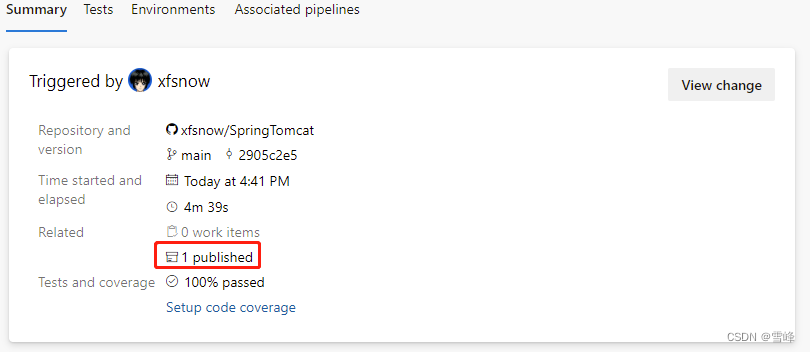 Summary Tests Environments Associated pipelines
Triggered by xfsnow View change
Repository and version xfsnow/SpringTomcat
main 2905c2e5
Time started and elapsed Today at 4:41 PM
4m 39s
Related 0 work items
1 published
Tests and coverage 100% passed
Setup code coverage
CSDN @雪峰